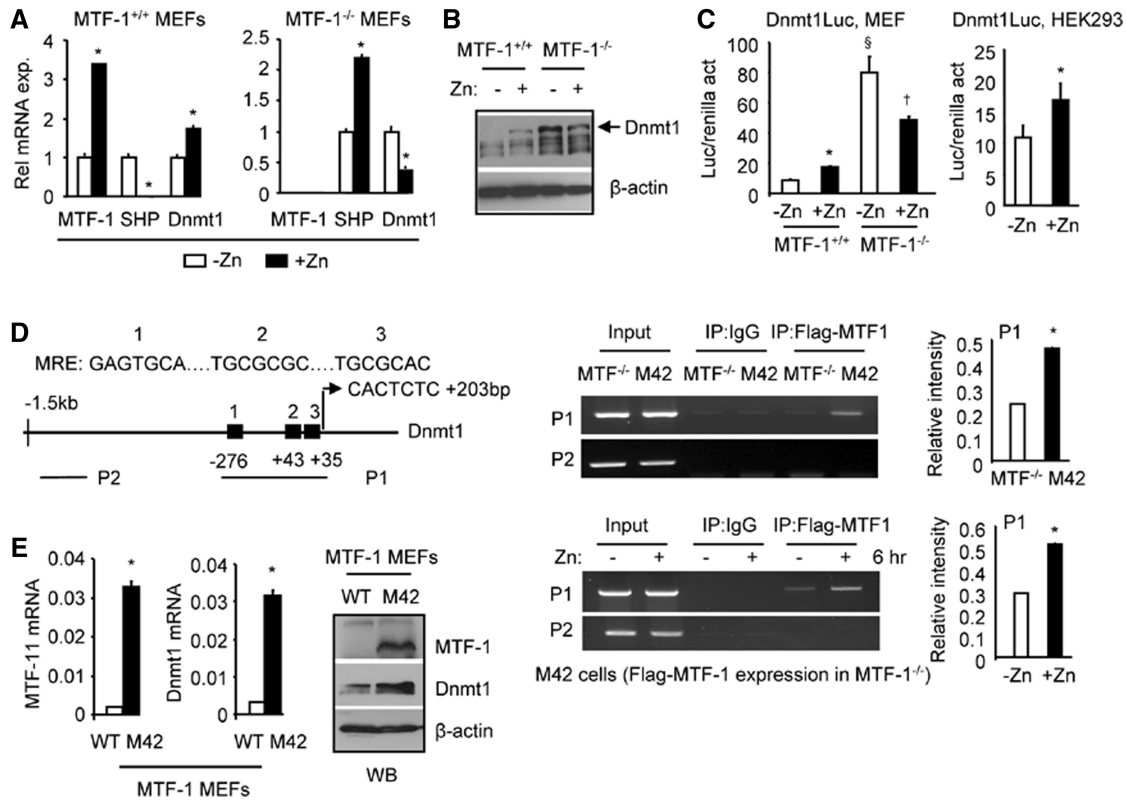 A
MTF-1+/+ MEFs
MTF-1-/- MEFs
Rel mRNA exp.
4
3
2
1
0
*
*
*
MTF-1 SHP Dnmt1
2.5
2
1.5
1
0.5
0
*
*
MTF-1 SHP Dnmt1
-Zn +Zn
B
MTF-1+/+ MTF-1-/-
Zn: - + - +
Dnmt1
β-actin
C
Dnmt1Luc, MEF
Luc/renilla act
100
80
60
40
20
0
*
§
†
-Zn +Zn -Zn +Zn
MTF-1+/+ MTF-1-/-
Dnmt1Luc, HEK293
Luc/renilla act
25
20
15
10
5
0
*
-Zn +Zn
D
1 2 3
MRE: GAGTGCA....TGCGCGC....TGCGCAC
CACTCTC +203bp
-1.5kb
1 2 3
Dnmt1
-276 +43 +35
P2 P1
Input IP:IgG IP:Flag-MTF1
MTF-/- M42 MTF-/- M42 MTF-/- M42
P1
P2
P1
Relative intensity
0.5
0.4
0.3
0.2
0.1
0
*
MTF-/- M42
Input IP:IgG IP:Flag-MTF1
Zn: - + - + - + 6 hr
P1
P2
M42 cells (Flag-MTF-1 expression in MTF-1-/-)
P1
Relative intensity
0.6
0.5
0.4
0.3
0.2
0.1
0
*
-Zn +Zn
E
MTF-11 mRNA
0.04
0.03
0.02
0.01
0
*
WT M42
Dnmt1 mRNA
0.04
0.03
0.02
0.01
0
*
WT M42
MTF-1 MEFs
MTF-1 MEFs
WT M42
MTF-1
Dnmt1
β-actin
WB